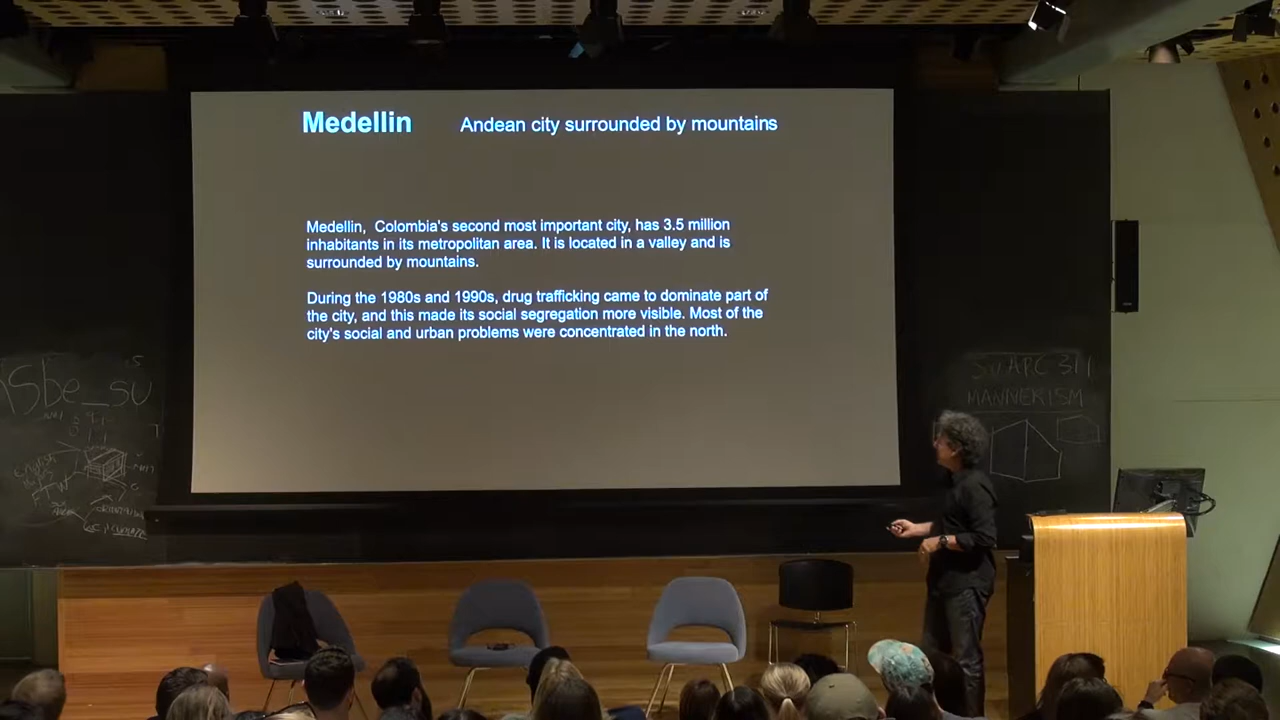 Medellin Andean city surrounded by mountains
Medellin, Colombia's second most important city, has 3.5 million
inhabitants in its metropolitan area. It is located in a valley and is
surrounded by mountains.
During the 1980s and 1990s, drug trafficking came to dominate part of
the city, and this made its social segregation more visible. Most of the
city's social and urban problems were concentrated in the north.
Sbe_su
ARC 311
MANNERISM